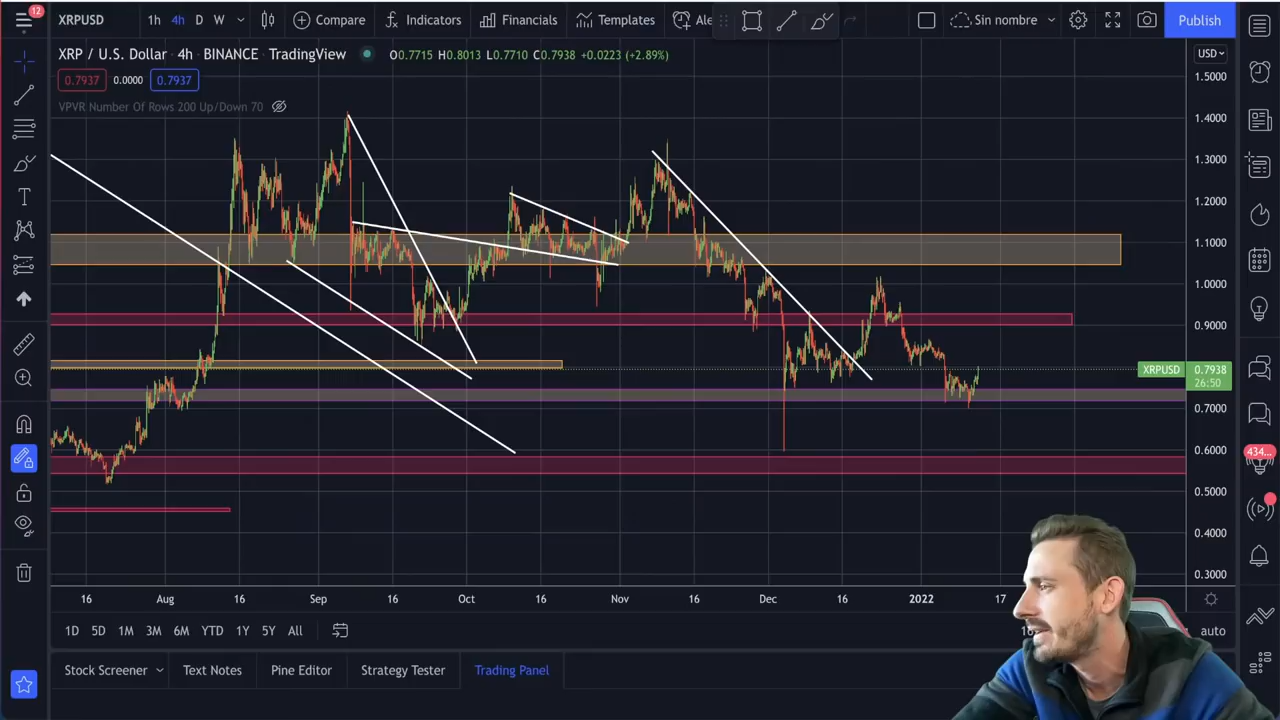 12
XRPUSD 1h 4h D W Compare Indicators Financials Templates Ale Sin nombre Publish
XRP / U.S. Dollar · 4h · BINANCE · TradingView O0.7715 H0.8013 L0.7710 C0.7938 +0.0223 (+2.89%) USD
0.7937 0.0000 0.7937
VPVR Number Of Rows 200 Up/Down 70
1.5000
1.4000
1.3000
1.2000
1.1000
1.0000
0.9000
XRPUSD 0.7938
26:50
0.7000
0.6000
434...
0.5000
0.4000
0.3000
16 Aug 16 Sep 16 Oct 16 Nov 16 Dec 16 2022 17
1D 5D 1M 3M 6M YTD 1Y 5Y All auto
Stock Screener Text Notes Pine Editor Strategy Tester Trading Panel